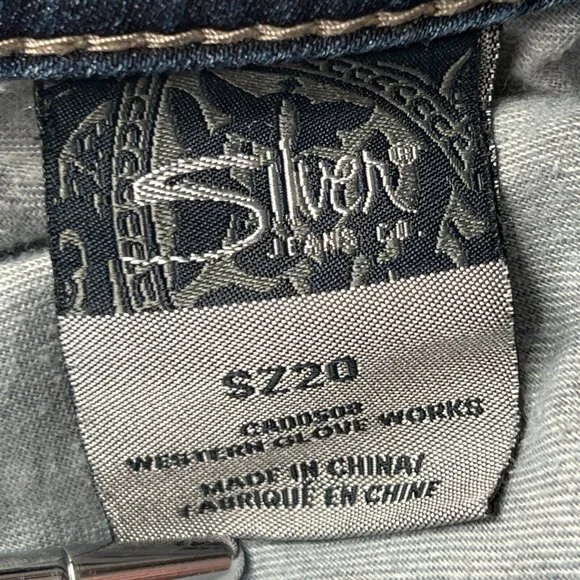 Silver
JEANS CO.
SZ20
CA00508
WESTERN GLOVE WORKS
MADE IN CHINA/
FABRIQUÉ EN CHINE